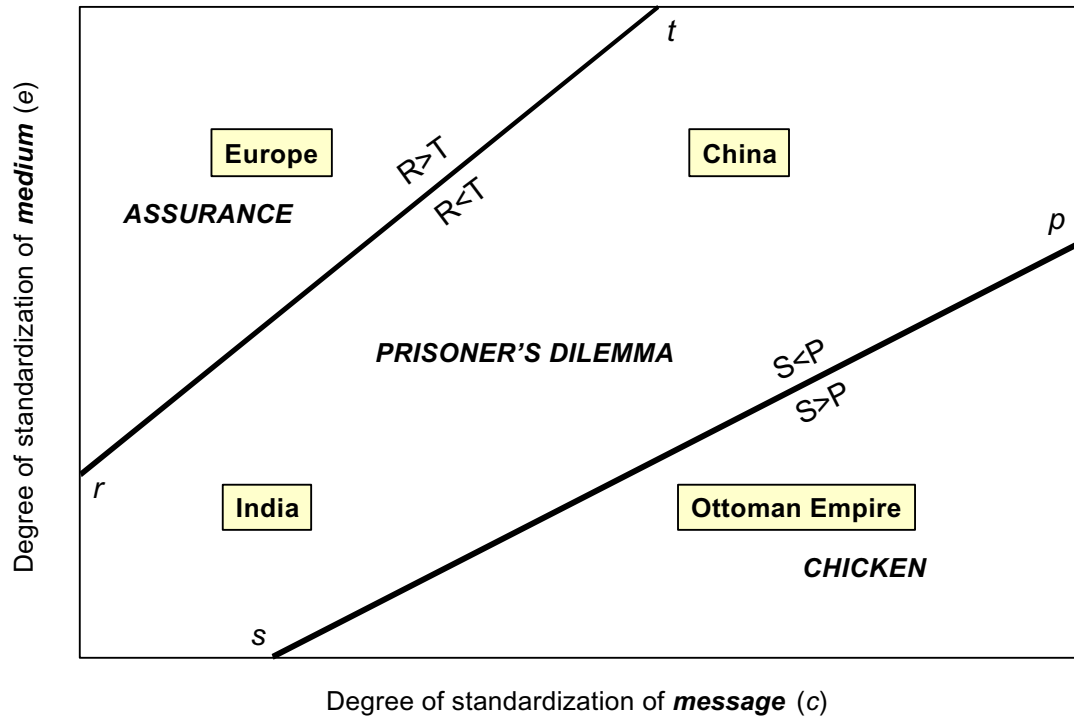 t
Europe
China
R>T
R<T
ASSURANCE
p
PRISONER’S DILEMMA
S<P
S>P
r
India
Ottoman Empire
CHICKEN
s
Degree of standardization of medium (e)
Degree of standardization of message (c)